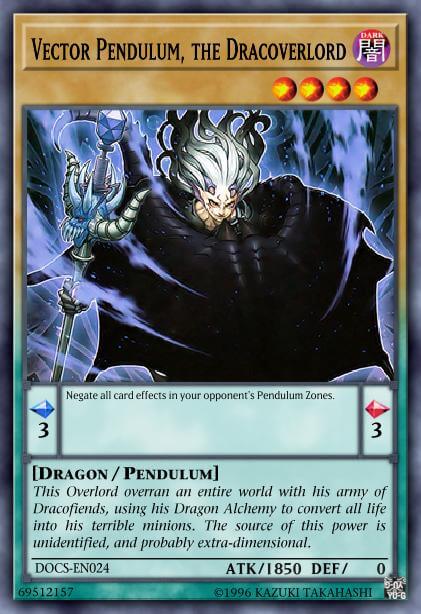 VECTOR PENDULUM, THE DRACOVERLORD
DARK
闇
Negate all card effects in your opponent's Pendulum Zones.
3
3
[DRAGON / PENDULUM]
This Overlord overran an entire world with his army of
Dracofiends, using his Dragon Alchemy to convert all life
into his terrible minions. The source of this power is
unidentified, and probably extra-dimensional.
DOCS-EN024
ATK/1850 DEF/ 0
69512157
©1996 KAZUKI TAKAHASHI